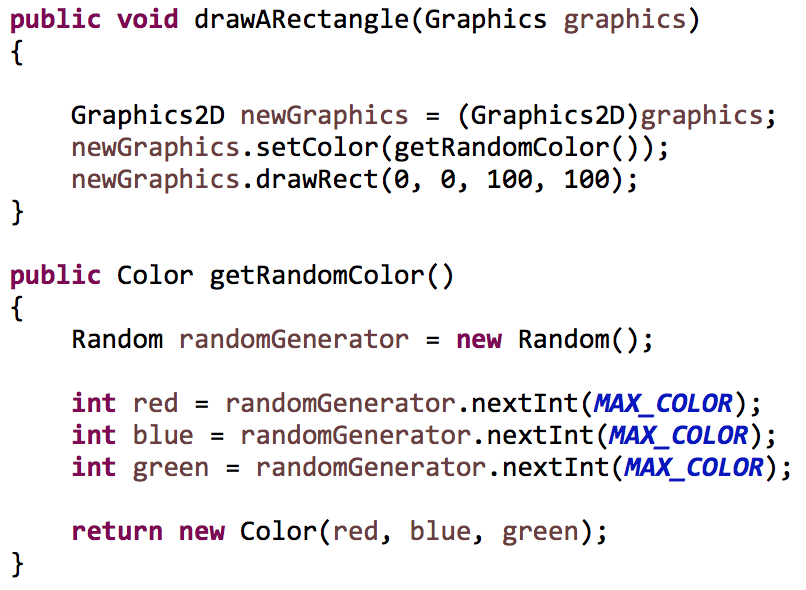 public void drawARectangle(Graphics graphics)
{
Graphics2D newGraphics = (Graphics2D)graphics;
newGraphics.setColor(getRandomColor());
newGraphics.drawRect(0, 0, 100, 100);
}
public Color getRandomColor()
{
Random randomGenerator = new Random();
int red = randomGenerator.nextInt(MAX_COLOR);
int blue = randomGenerator.nextInt(MAX_COLOR);
int green = randomGenerator.nextInt(MAX_COLOR);
return new Color(red, blue, green);
}